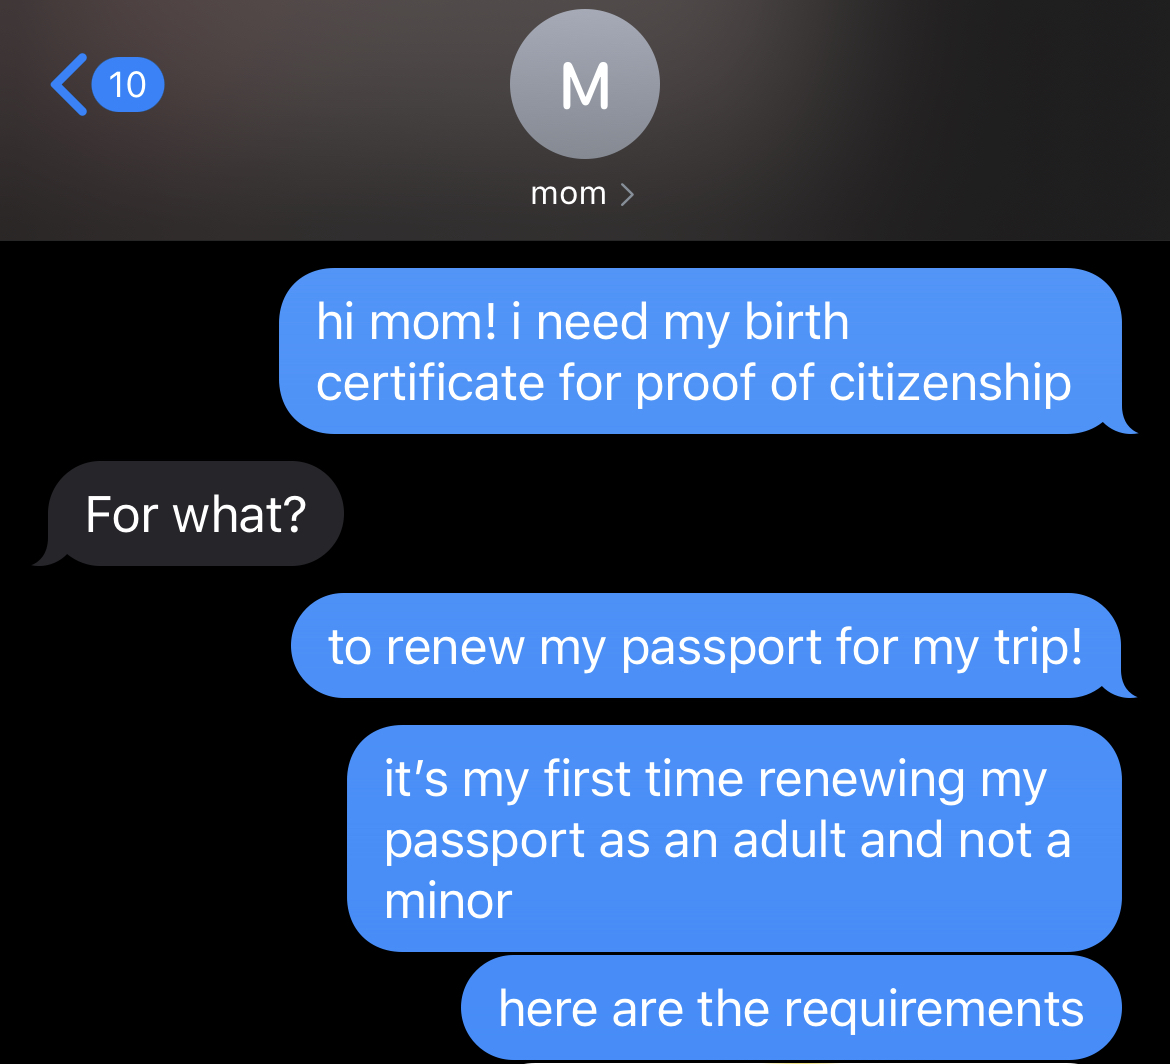 10
M
mom
hi mom! i need my birth
certificate for proof of citizenship
For what?
to renew my passport for my trip!
it’s my first time renewing my
passport as an adult and not a
minor
here are the requirements